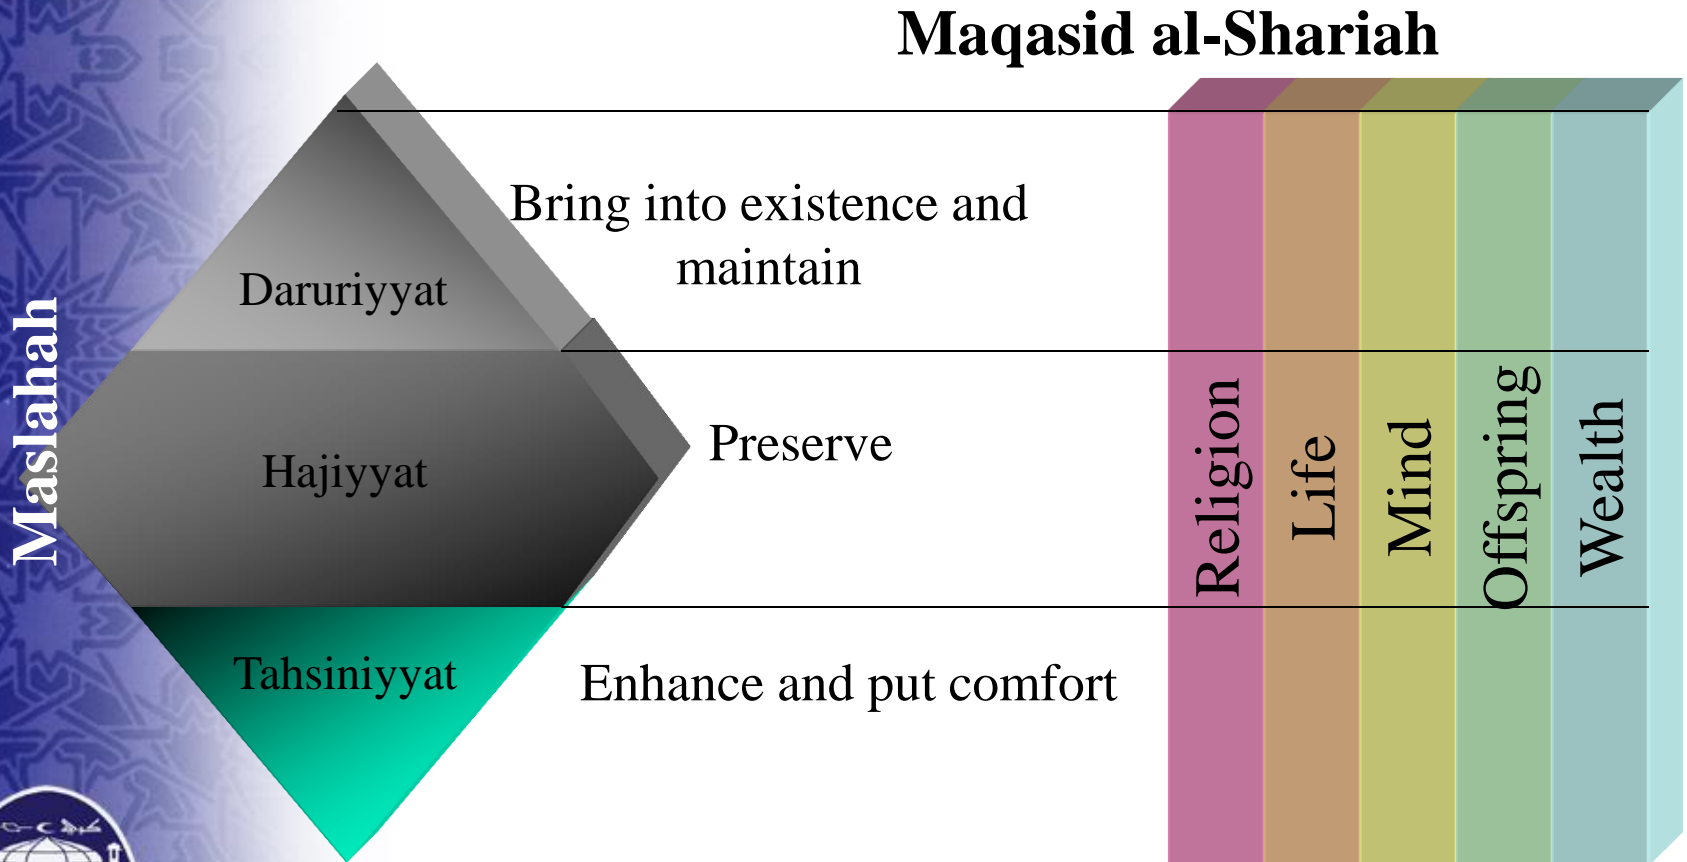 Maqasid al-Shariah
Maslahah
Daruriyyat
Bring into existence and
maintain
Hajiyyat
Preserve
Tahsiniyyat
Enhance and put comfort
Religion
Life
Mind
Offspring
Wealth